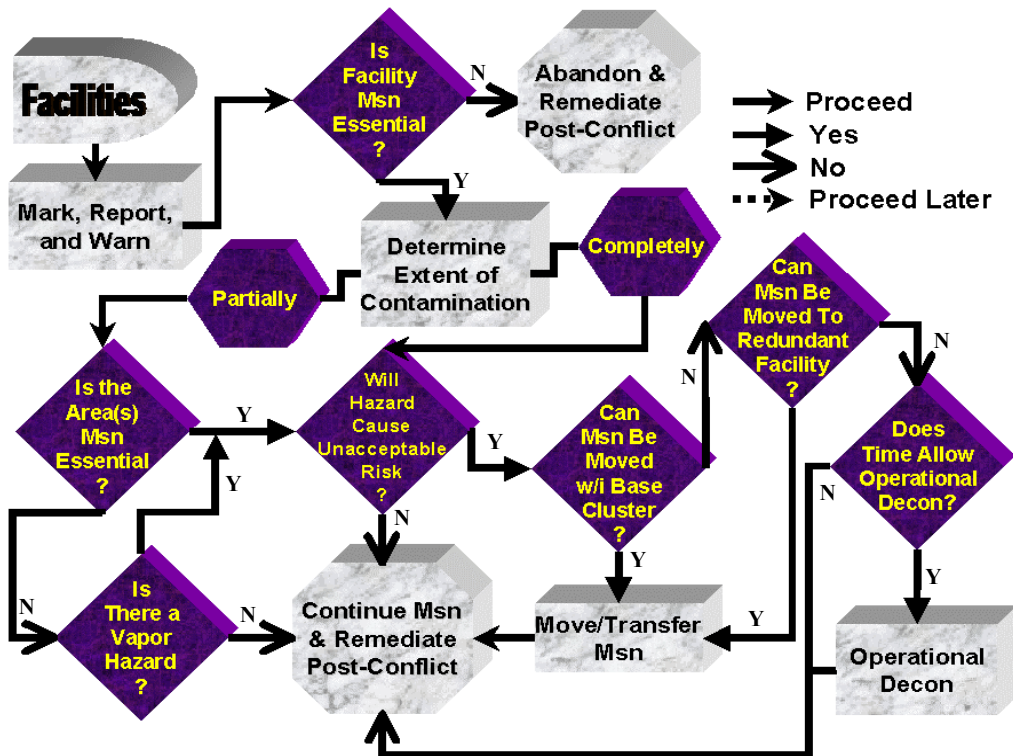 Facilities
Mark, Report,
and Warn
Is
Facility
Msn
Essential
?
N
Abandon &
Remediate
Post-Conflict
Proceed
Yes
No
Proceed Later
Y
Determine
Extent of
Contamination
Partially
Completely
Is the
Area(s)
Msn
Essential
?
Y
N
Y
Is
There a
Vapor
Hazard
?
N
Will
Hazard
Cause
Unacceptable
Risk
?
Y
N
Continue Msn
& Remediate
Post-Conflict
Can
Msn Be
Moved
w/i Base
Cluster
?
N
Y
Move/Transfer
Msn
Can
Msn Be
Moved To
Redundant
Facility
?
N
Y
Does
Time Allow
Operational
Decon?
N
Y
Operational
Decon